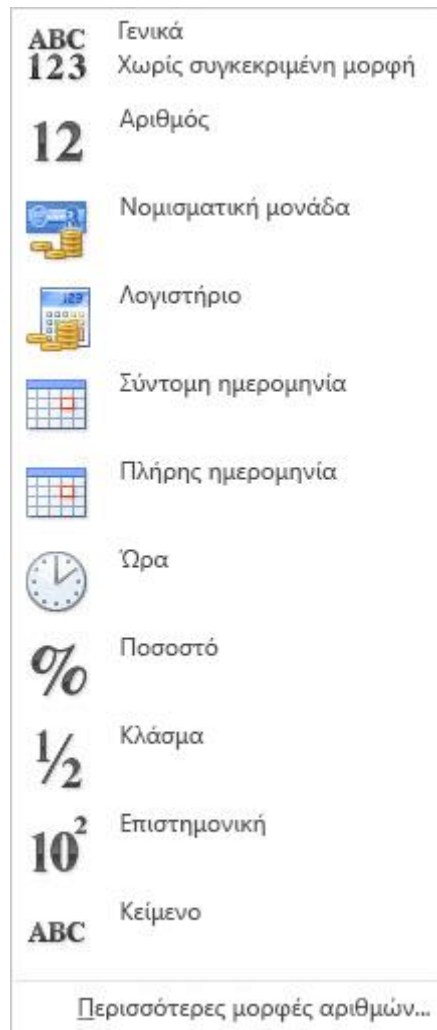 ABC Γενικά
123 Χωρίς συγκεκριμένη μορφή
12 Αριθμός
Νομισματική μονάδα
123
Λογιστήριο
Σύντομη ημερομηνία
Πλήρης ημερομηνία
Ώρα
% Ποσοστό
½ Κλάσμα
10² Επιστημονική
ABC Κείμενο
Περισσότερες μορφές αριθμών...